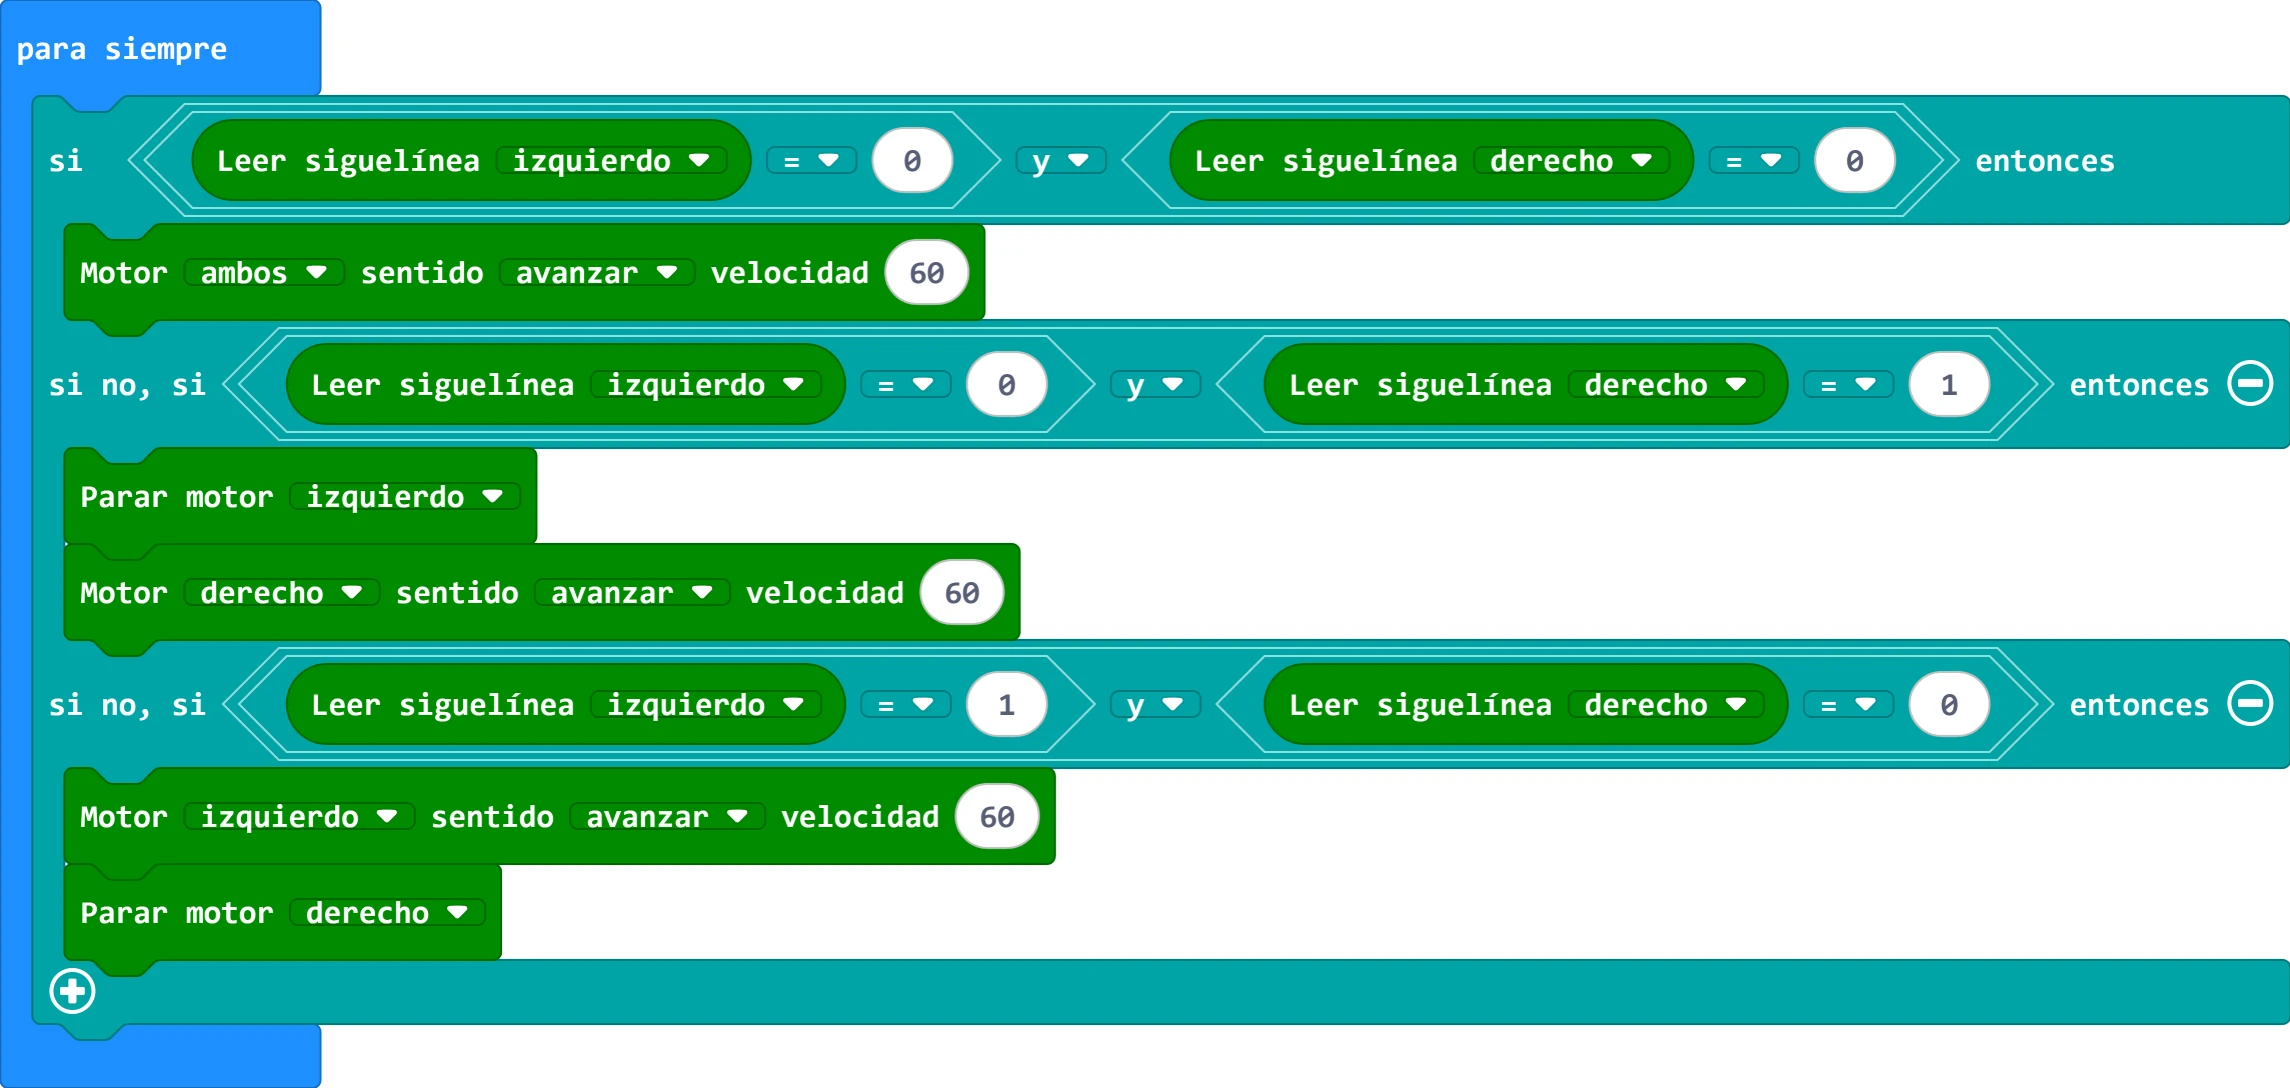 para siempre
si Leer siguelínea izquierdo = 0 y Leer siguelínea derecho = 0 entonces
Motor ambos sentido avanzar velocidad 60
si no, si Leer siguelínea izquierdo = 0 y Leer siguelínea derecho = 1 entonces
Parar motor izquierdo
Motor derecho sentido avanzar velocidad 60
si no, si Leer siguelínea izquierdo = 1 y Leer siguelínea derecho = 0 entonces
Motor izquierdo sentido avanzar velocidad 60
Parar motor derecho